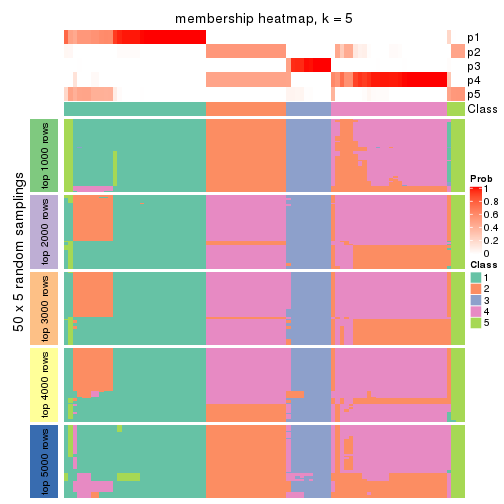 membership heatmap, k = 5
p1
p2
p3
p4
p5
Class
50 x 5 random samplings
top 1000 rows
top 2000 rows
top 3000 rows
top 4000 rows
top 5000 rows
Prob
1
0.8
0.6
0.4
0.2
0
Class
1
2
3
4
5